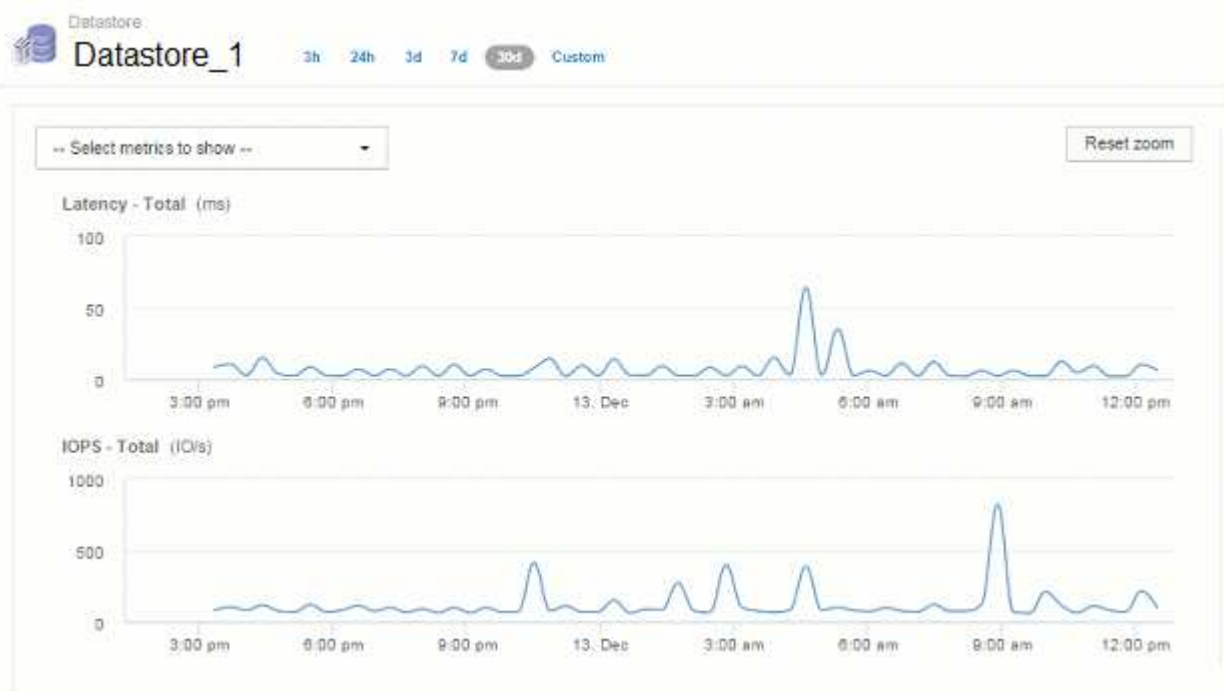 Datastore
Datastore_1 3h 24h 3d 7d 30d Custom
-- Select metrics to show -- Reset zoom
Latency - Total (ms)
100
50
0
3:00 pm 6:00 pm 9:00 pm 13. Dec 3:00 am 6:00 am 9:00 am 12:00 pm
IOPS - Total (IO/s)
1000
500
0
3:00 pm 6:00 pm 9:00 pm 13. Dec 3:00 am 6:00 am 9:00 am 12:00 pm